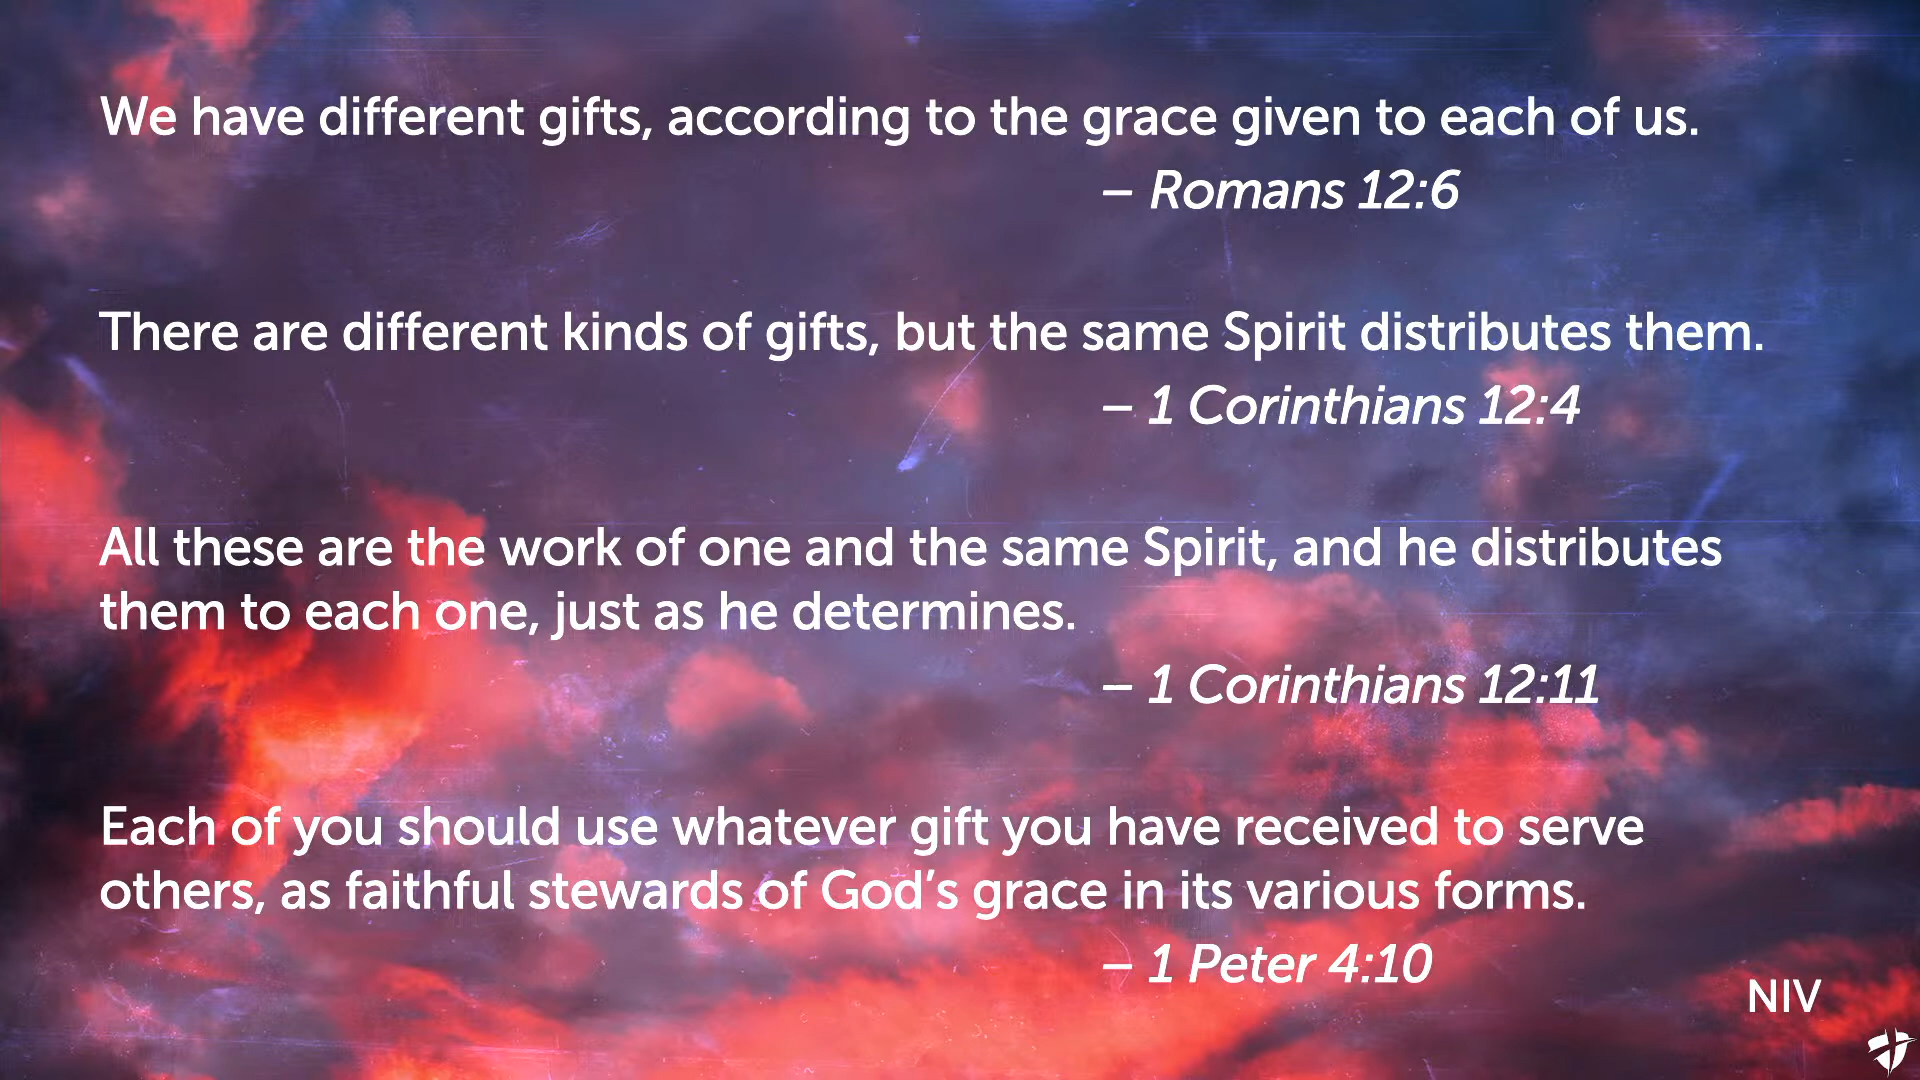 We have different gifts, according to the grace given to each of us.
– Romans 12:6
There are different kinds of gifts, but the same Spirit distributes them.
– 1 Corinthians 12:4
All these are the work of one and the same Spirit, and he distributes
them to each one, just as he determines.
– 1 Corinthians 12:11
Each of you should use whatever gift you have received to serve
others, as faithful stewards of God’s grace in its various forms.
– 1 Peter 4:10
NIV